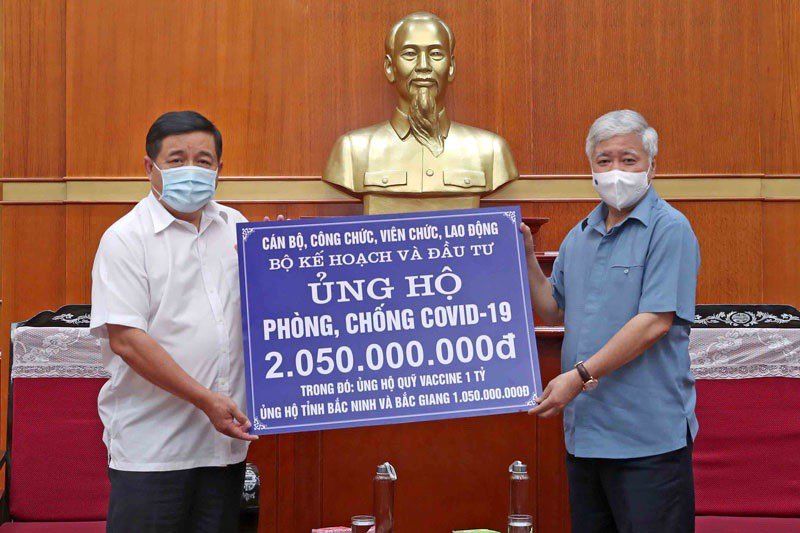 CÁN BỘ, CÔNG CHỨC, VIÊN CHỨC, LAO ĐỘNG
BỘ KẾ HOẠCH VÀ ĐẦU TƯ
ỦNG HỘ
PHÒNG, CHỐNG COVID-19
2.050.000.000đ
TRONG ĐÓ: ỦNG HỘ QUỸ VACCINE 1 TỶ
ỦNG HỘ TỈNH BẮC NINH VÀ BẮC GIANG 1.050.000.000Đ